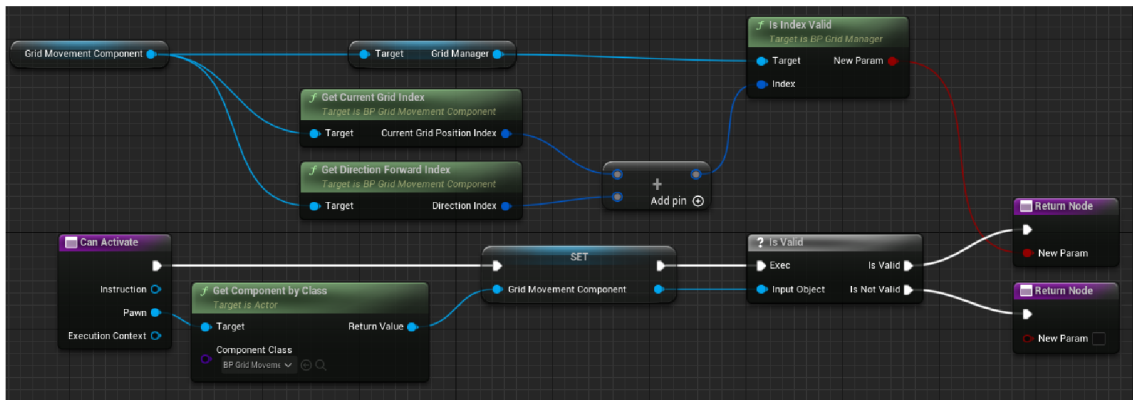 Grid Movement Component
Target Grid Manager
f Is Index Valid
Target is BP Grid Manager
Target New Param
Index
f Get Current Grid Index
Target is BP Grid Movement Component
Target Current Grid Position Index
f Get Direction Forward Index
Target is BP Grid Movement Component
Target Direction Index
+
Add pin
Can Activate
Instruction
Pawn
Execution Context
f Get Component by Class
Target is Actor
Target Return Value
Component Class
BP Grid Moveme
SET
Grid Movement Component
? Is Valid
Exec Is Valid
Input Object Is Not Valid
Return Node
New Param
Return Node
New Param